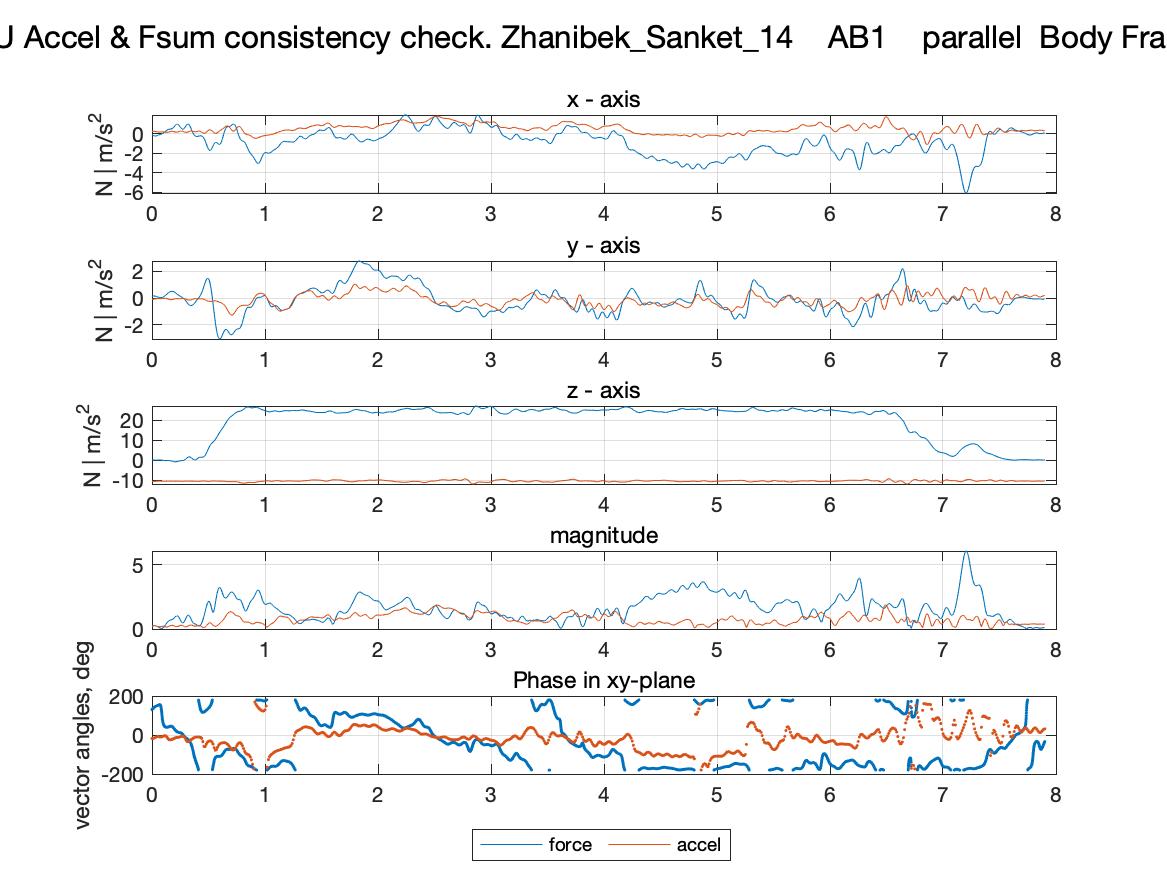 U Accel & Fsum consistency check. Zhanibek_Sanket_14 AB1 parallel Body Fra
x - axis
N | m/s2
0
-2
-4
-6
0 1 2 3 4 5 6 7 8
y - axis
N | m/s2
2
0
-2
0 1 2 3 4 5 6 7 8
z - axis
N | m/s2
20
10
0
-10
0 1 2 3 4 5 6 7 8
magnitude
5
0
0 1 2 3 4 5 6 7 8
Phase in xy-plane
vector angles, deg
200
0
-200
0 1 2 3 4 5 6 7 8
force accel